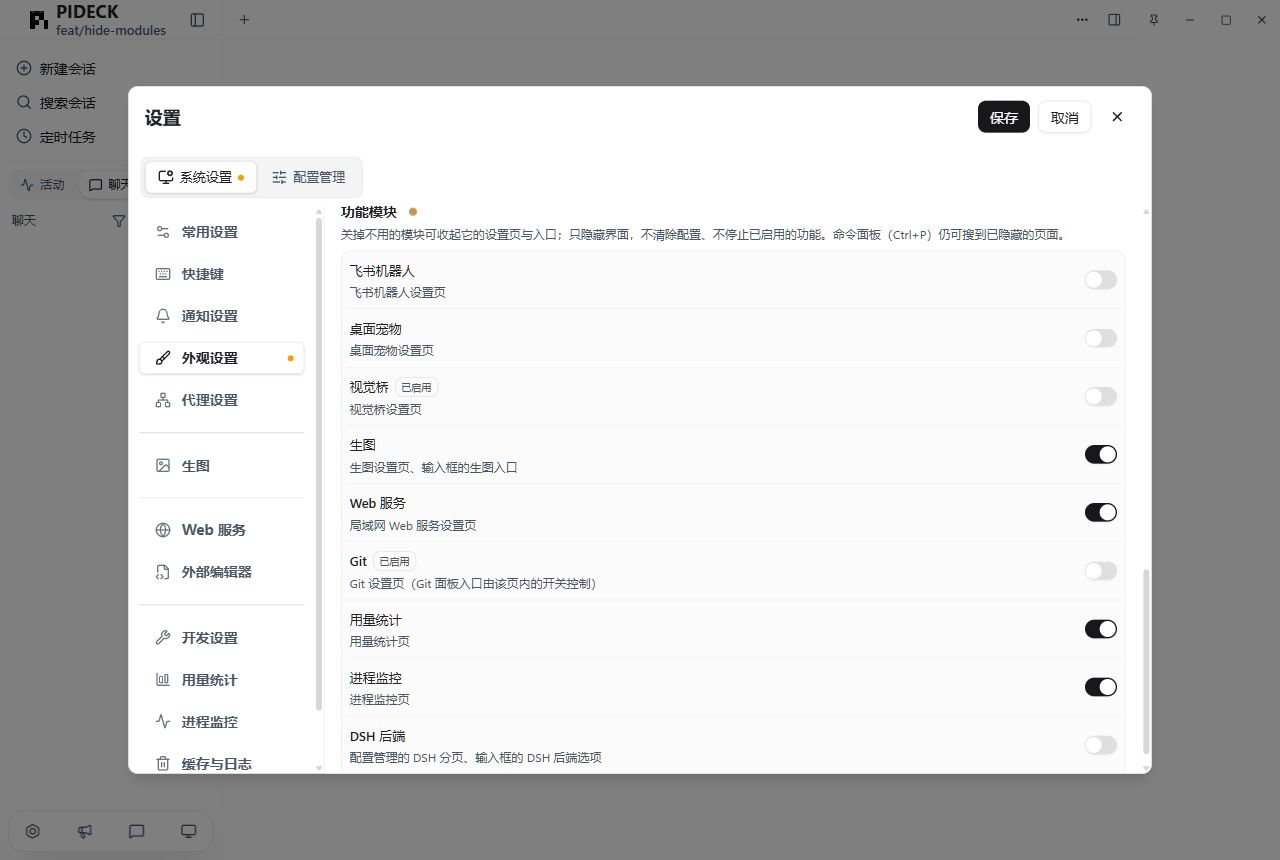 PIDECK
feat/hide-modules
新建会话
搜索会话
定时任务
活动
聊天
聊天
设置
保存
取消
系统设置
配置管理
常用设置
快捷键
通知设置
外观设置
代理设置
生图
Web 服务
外部编辑器
开发设置
用量统计
进程监控
缓存与日志
功能模块
关掉不用的模块可收起它的设置页与入口；只隐藏界面，不清除配置、不停止已启用的功能。命令面板（Ctrl+P）仍可搜到已隐藏的页面。
飞书机器人
飞书机器人设置页
桌面宠物
桌面宠物设置页
视觉桥 已启用
视觉桥设置页
生图
生图设置页、输入框的生图入口
Web 服务
局域网 Web 服务设置页
Git 已启用
Git 设置页（Git 面板入口由该页内的开关控制）
用量统计
用量统计页
进程监控
进程监控页
DSH 后端
配置管理的 DSH 分页、输入框的 DSH 后端选项